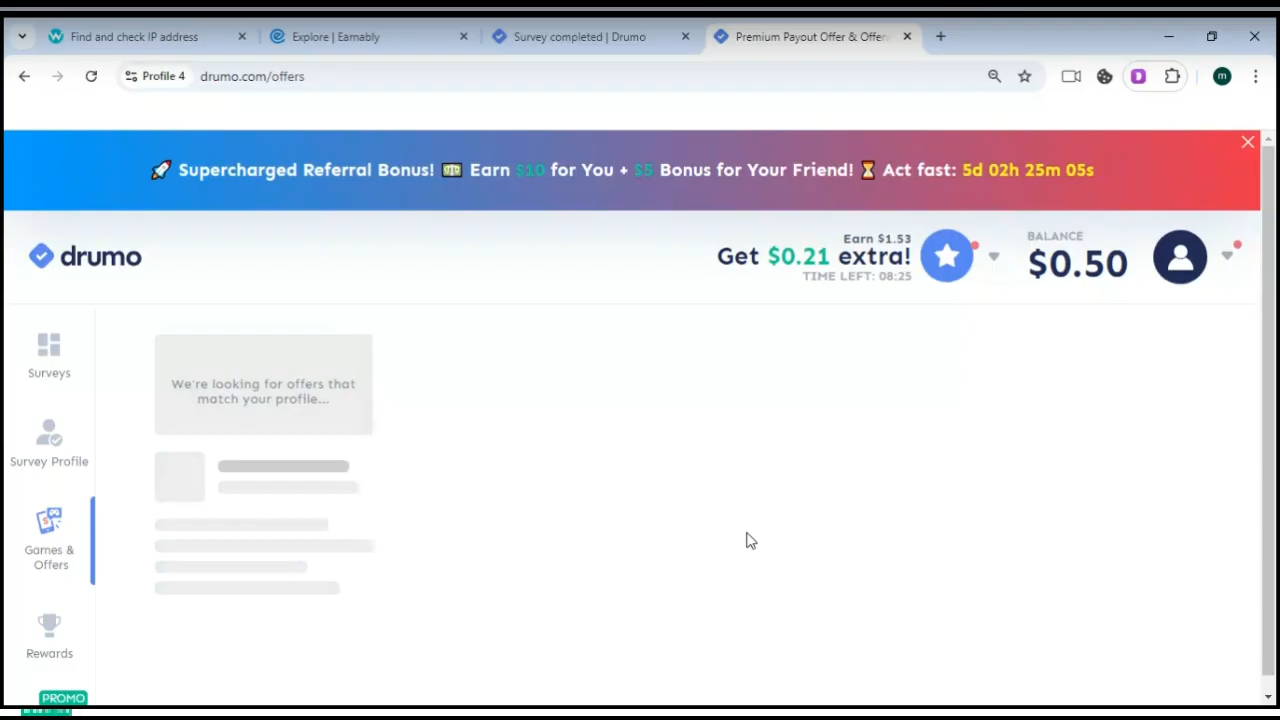 Find and check IP address
Explore | Earnably
Survey completed | Drumo
Premium Payout Offer & Offer
Profile 4
drumo.com/offers
m
Supercharged Referral Bonus! Earn $10 for You + $5 Bonus for Your Friend! Act fast: 5d 02h 25m 05s
drumo
Earn $1.53
Get $0.21 extra!
TIME LEFT: 08:25
BALANCE
$0.50
Surveys
Survey Profile
Games &
Offers
Rewards
PROMO
We're looking for offers that
match your profile...